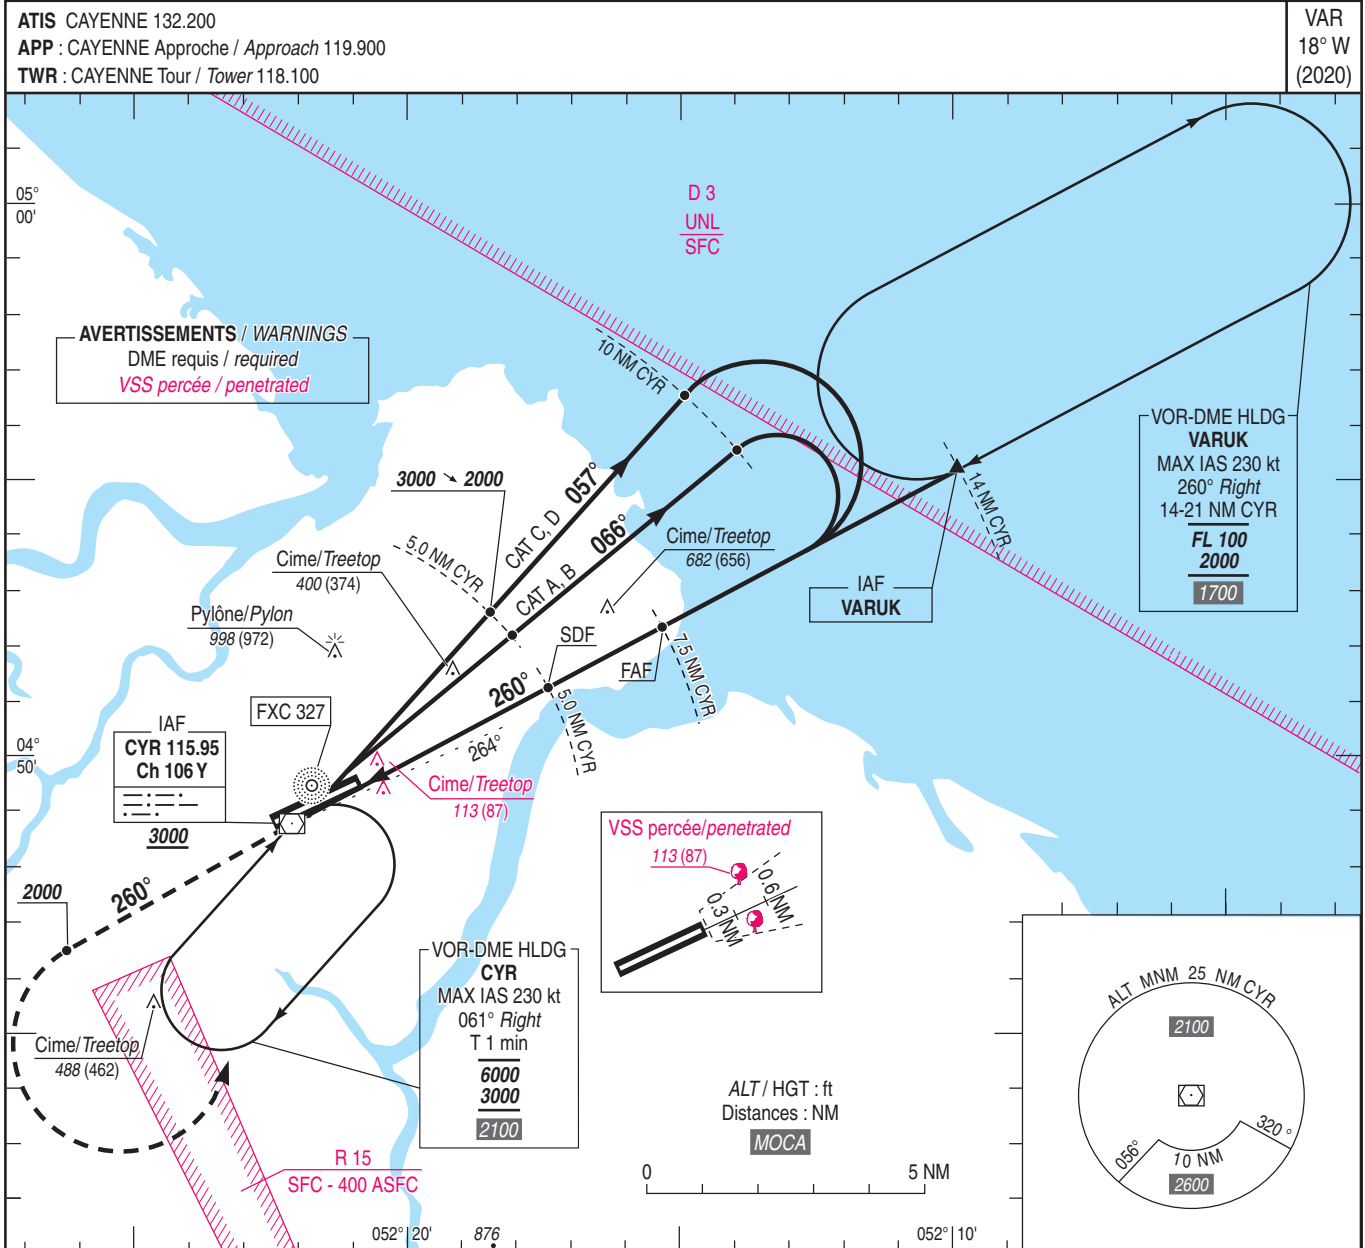 ATIS CAYENNE 132.200
APP : CAYENNE Approche / Approach 119.900
TWR : CAYENNE Tour / Tower 118.100
VAR
18° W
(2020)
05°
00'
D 3
UNL
SFC
AVERTISSEMENTS / WARNINGS
DME requis / required
VSS percée / penetrated
10 NM CYR
3000 ↘ 2000
057°
CAT C, D
066°
CAT A, B
5.0 NM CYR
Cime/Treetop
400 (374)
Cime/Treetop
682 (656)
Pylône/Pylon
998 (972)
14 NM CYR
VOR-DME HLDG
VARUK
MAX IAS 230 kt
260° Right
14-21 NM CYR
FL 100
2000
1700
IAF
VARUK
SDF
FAF
7.5 NM CYR
260°
5.0 NM CYR
264°
FXC 327
IAF
CYR 115.95
Ch 106 Y
3000
04°
50'
Cime/Treetop
113 (87)
VSS percée/penetrated
113 (87)
0.6 NM
0.3 NM
2000
260°
VOR-DME HLDG
CYR
MAX IAS 230 kt
061° Right
T 1 min
6000
3000
2100
Cime/Treetop
488 (462)
R 15
SFC - 400 ASFC
ALT / HGT : ft
Distances : NM
MOCA
0
5 NM
ALT MNM 25 NM CYR
2100
056°
320°
10 NM
2600
052° 20'
876
052° 10'